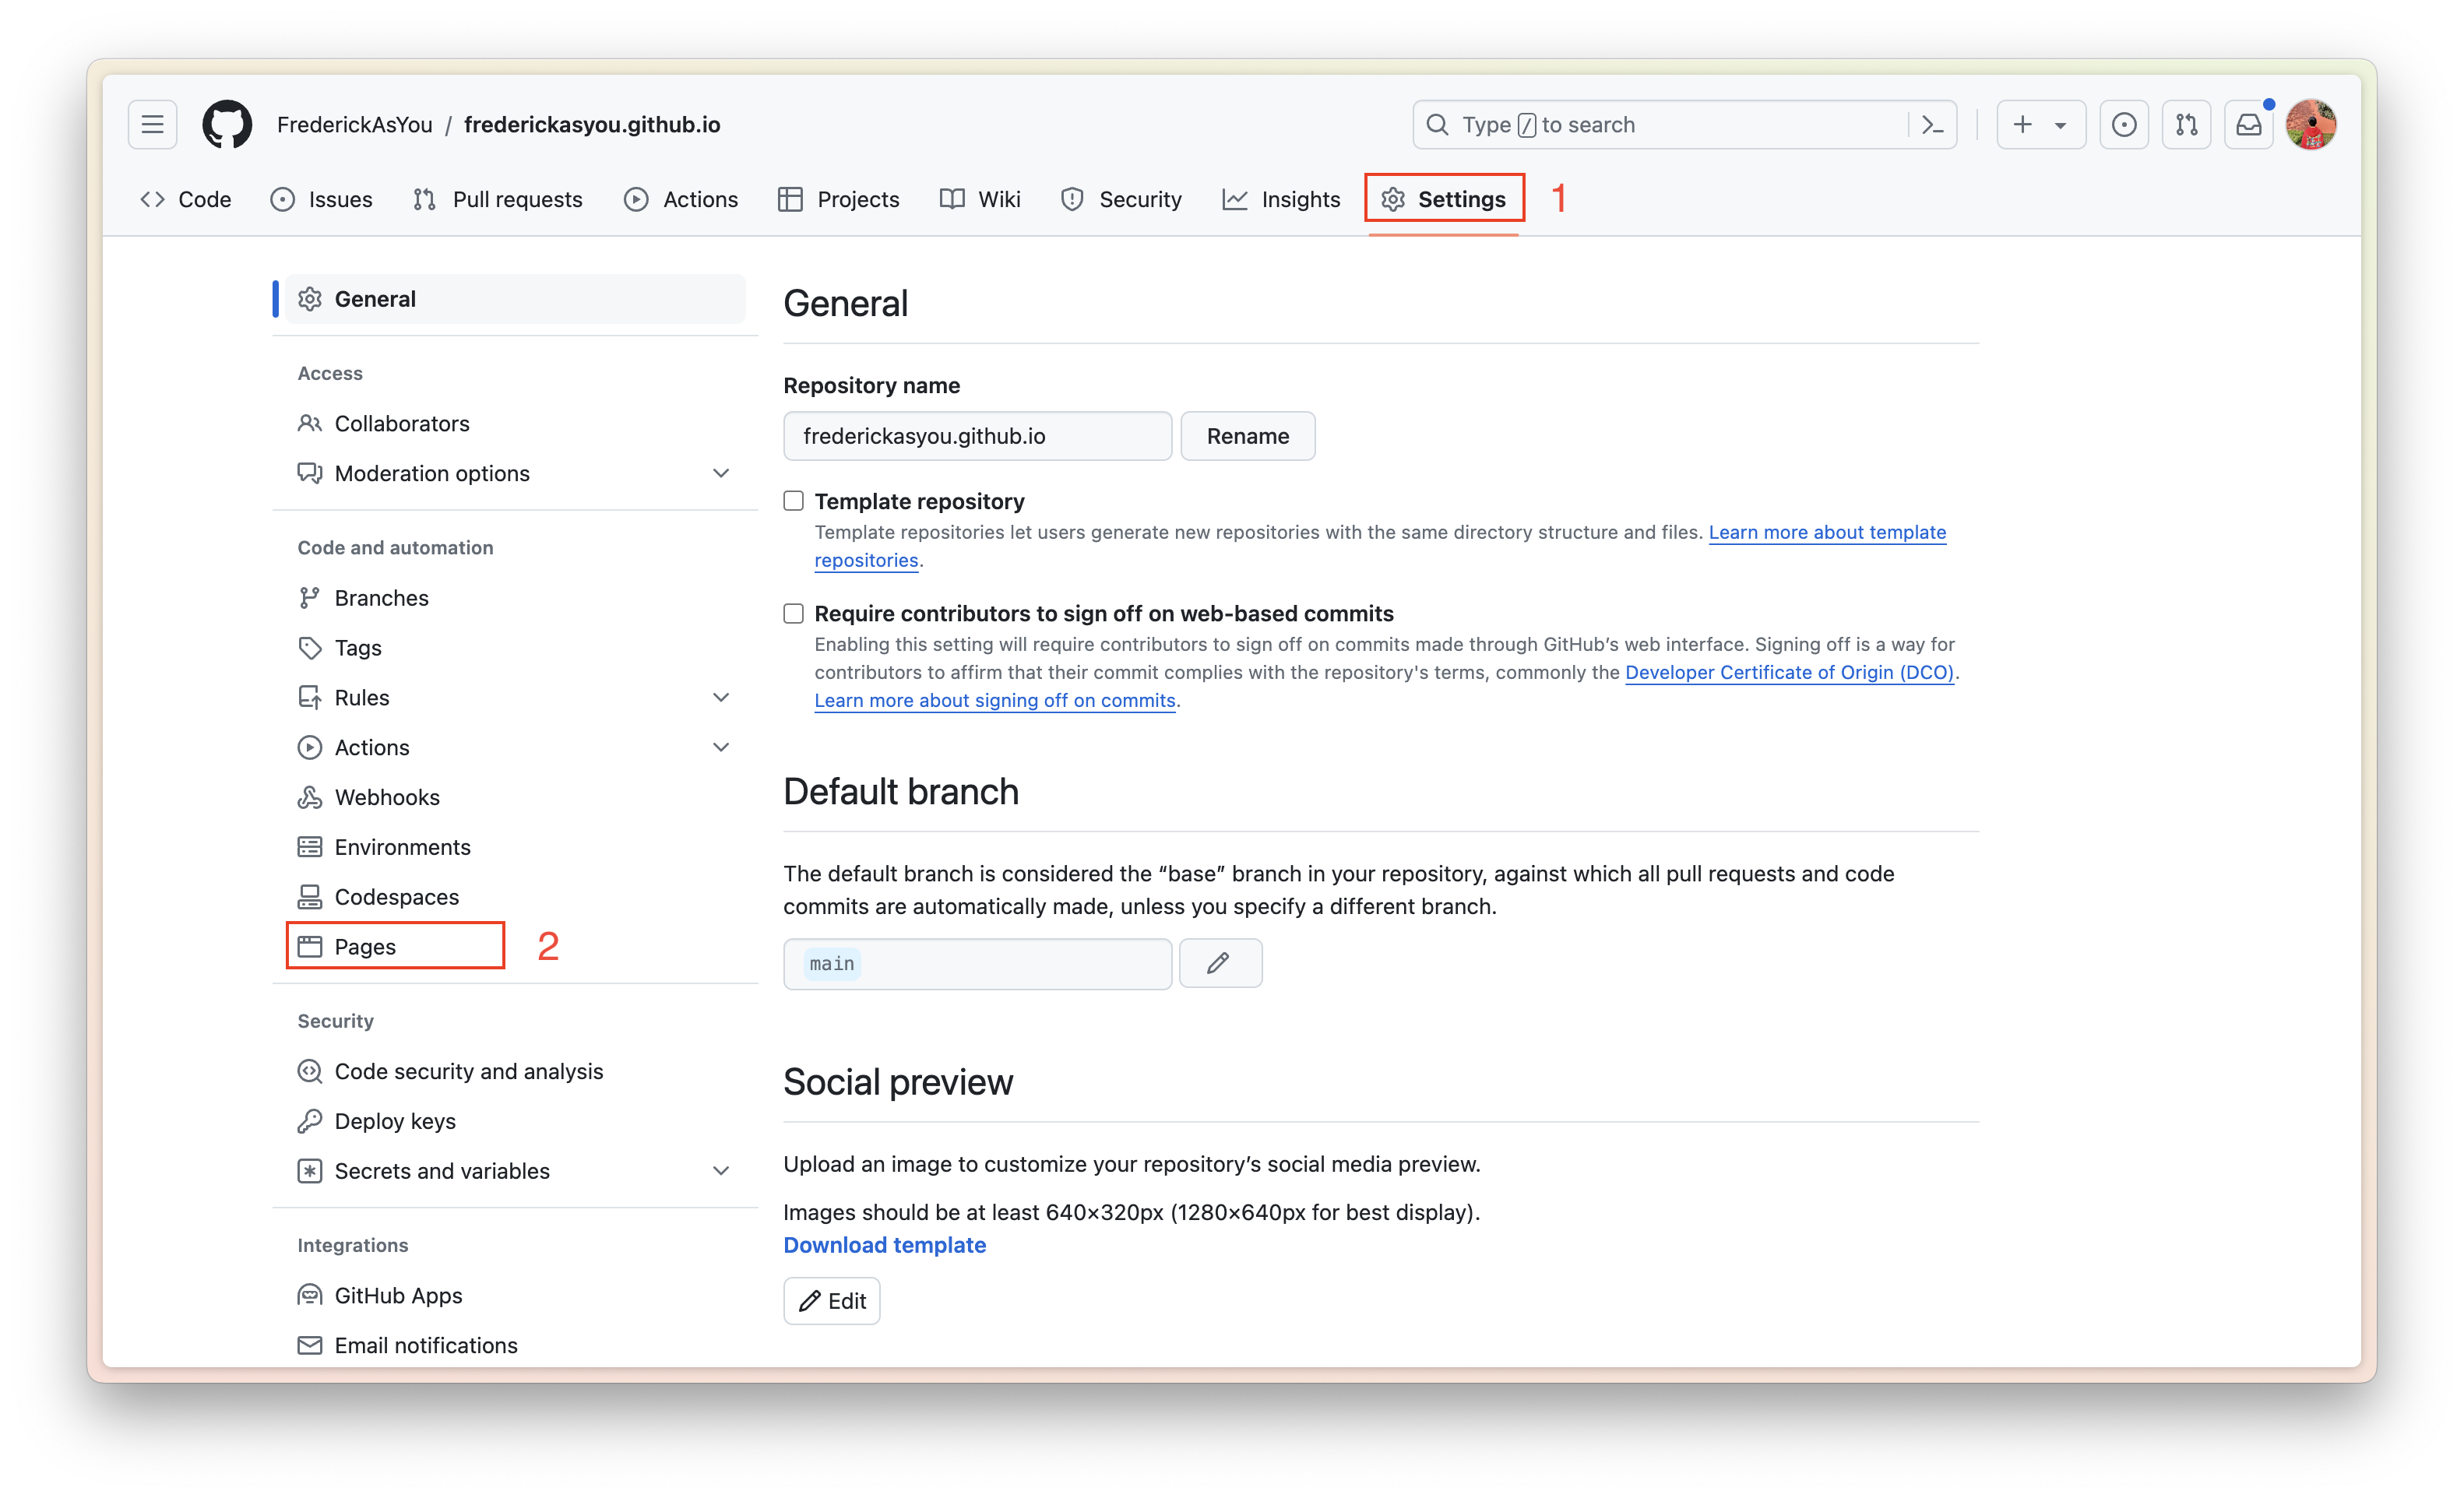 FrederickAsYou / frederickasyou.github.io
Type / to search
Code Issues Pull requests Actions Projects Wiki Security Insights Settings 1
General
Access
Collaborators
Moderation options
Code and automation
Branches
Tags
Rules
Actions
Webhooks
Environments
Codespaces
Pages 2
Security
Code security and analysis
Deploy keys
Secrets and variables
Integrations
GitHub Apps
Email notifications
General
Repository name
frederickasyou.github.io Rename
Template repository
Template repositories let users generate new repositories with the same directory structure and files. Learn more about template
repositories.
Require contributors to sign off on web-based commits
Enabling this setting will require contributors to sign off on commits made through GitHub’s web interface. Signing off is a way for
contributors to affirm that their commit complies with the repository's terms, commonly the Developer Certificate of Origin (DCO).
Learn more about signing off on commits.
Default branch
The default branch is considered the “base” branch in your repository, against which all pull requests and code
commits are automatically made, unless you specify a different branch.
main
Social preview
Upload an image to customize your repository’s social media preview.
Images should be at least 640×320px (1280×640px for best display).
Download template
Edit